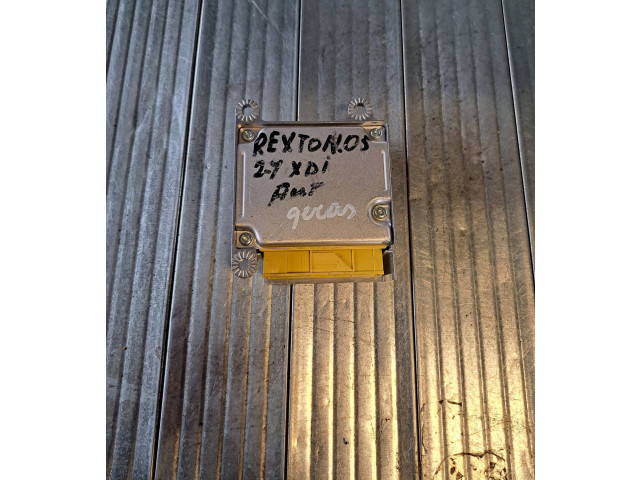 REXTON.05
2.7 XDi
Aut
geras